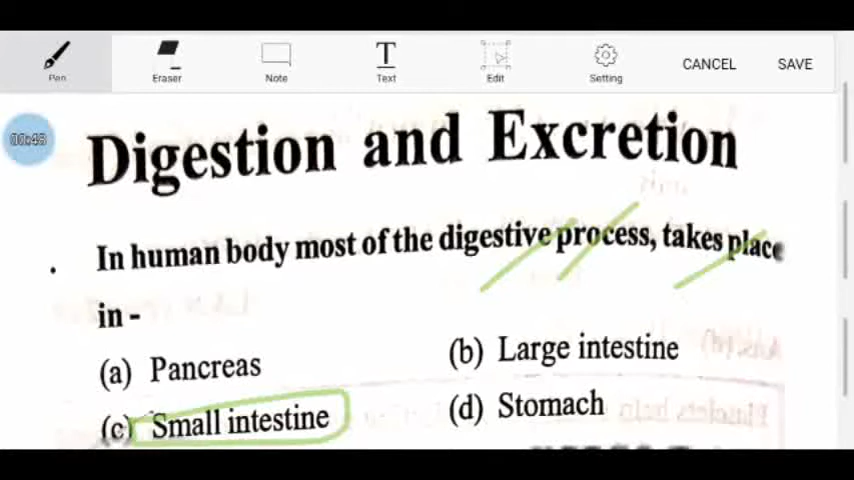 Pen Eraser Note Text Edit Setting CANCEL SAVE
00:48
Digestion and Excretion
. In human body most of the digestive process, takes place
in -
(a) Pancreas (b) Large intestine
(c) Small intestine (d) Stomach